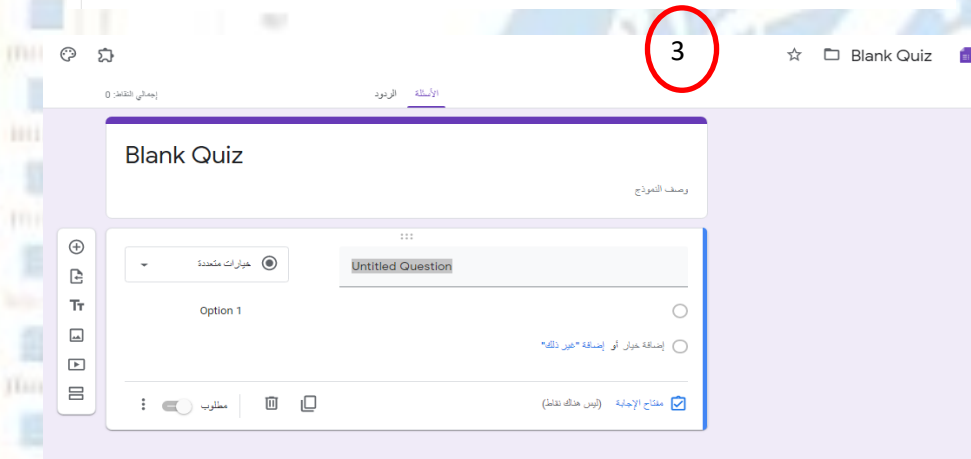 3
Blank Quiz
الأسئلة الردود
إجمالي النقاط: 0
Blank Quiz
وصف النموذج
Untitled Question
خيارات متعددة
Option 1
إضافة خيار أو إضافة "غير ذلك"
مفتاح الإجابة (ليس هناك نقاط)
مطلوب